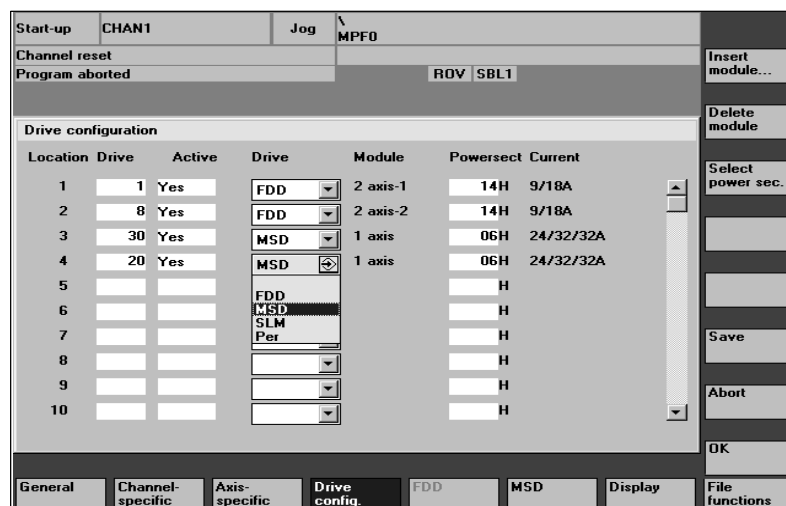 Start-up CHAN1 Jog \
MPF0
Channel reset
Program aborted ROV SBL1
Insert
module...
Delete
module
Select
power sec.
Save
Abort
OK
Drive configuration
Location Drive Active Drive Module Powersect Current
1 1 Yes FDD 2 axis-1 14H 9/18A
2 8 Yes FDD 2 axis-2 14H 9/18A
3 30 Yes MSD 1 axis 06H 24/32/32A
4 20 Yes MSD 1 axis 06H 24/32/32A
5 H
FDD
6 MSD H
SLM
7 Per H
8 H
9 H
10 H
General Channel-
specific Axis-
specific Drive
config. FDD MSD Display File
functions